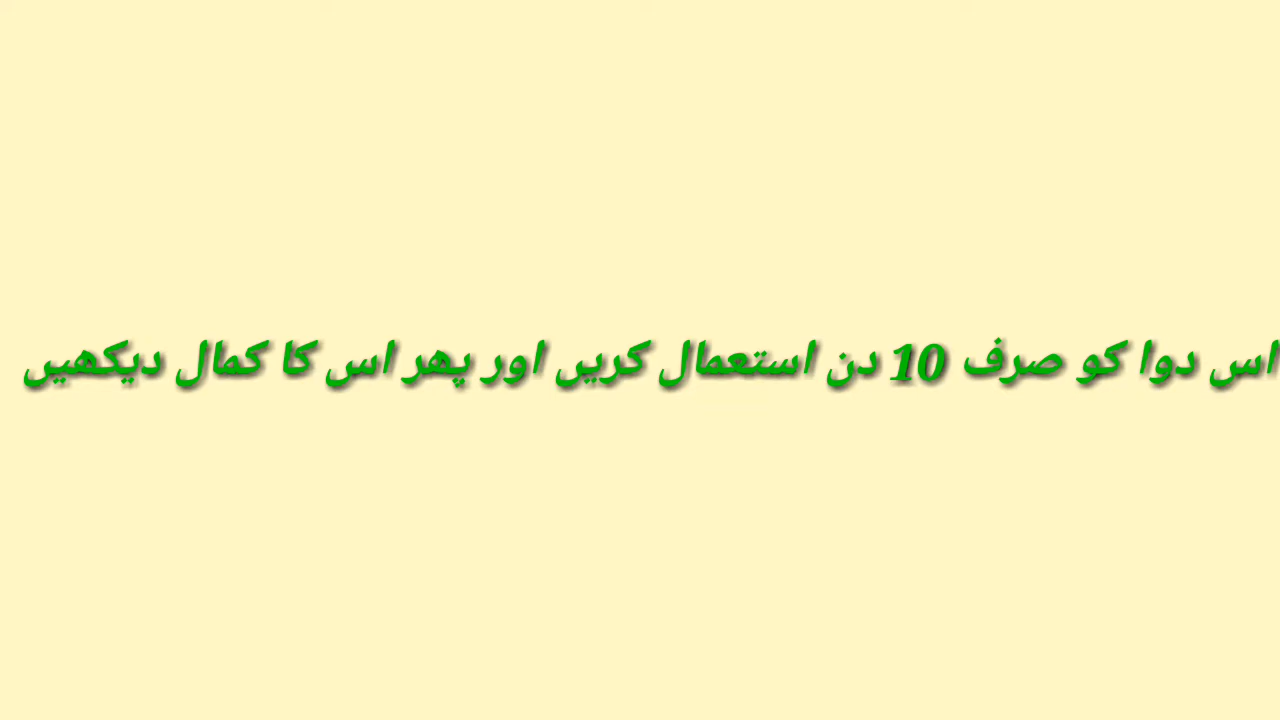 اس دوا کو صرف 10 دن استعمال کریں اور پھر اس کا کمال دیکھیں